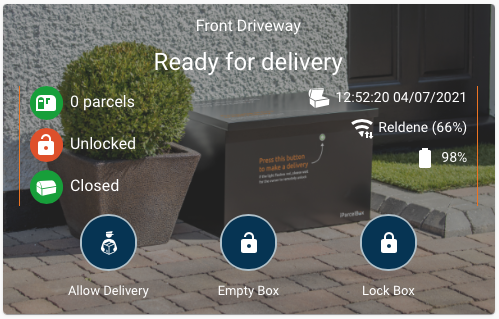 Front Driveway
Ready for delivery
0 parcels
12:52:20 04/07/2021
Reldene (66%)
Unlocked
98%
Closed
Press this button
to make a delivery
iParcelBox
Allow Delivery
Empty Box
Lock Box